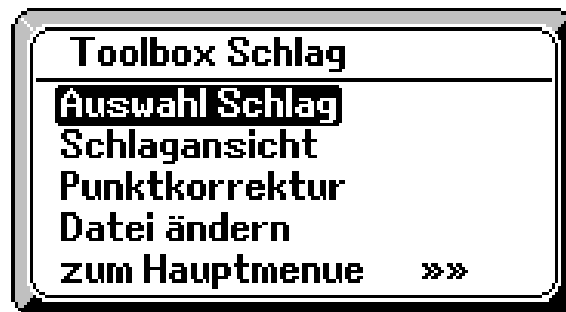 Toolbox Schlag
Auswahl Schlag
Schlagansicht
Punktkorrektur
Datei ändern
zum Hauptmenue »»